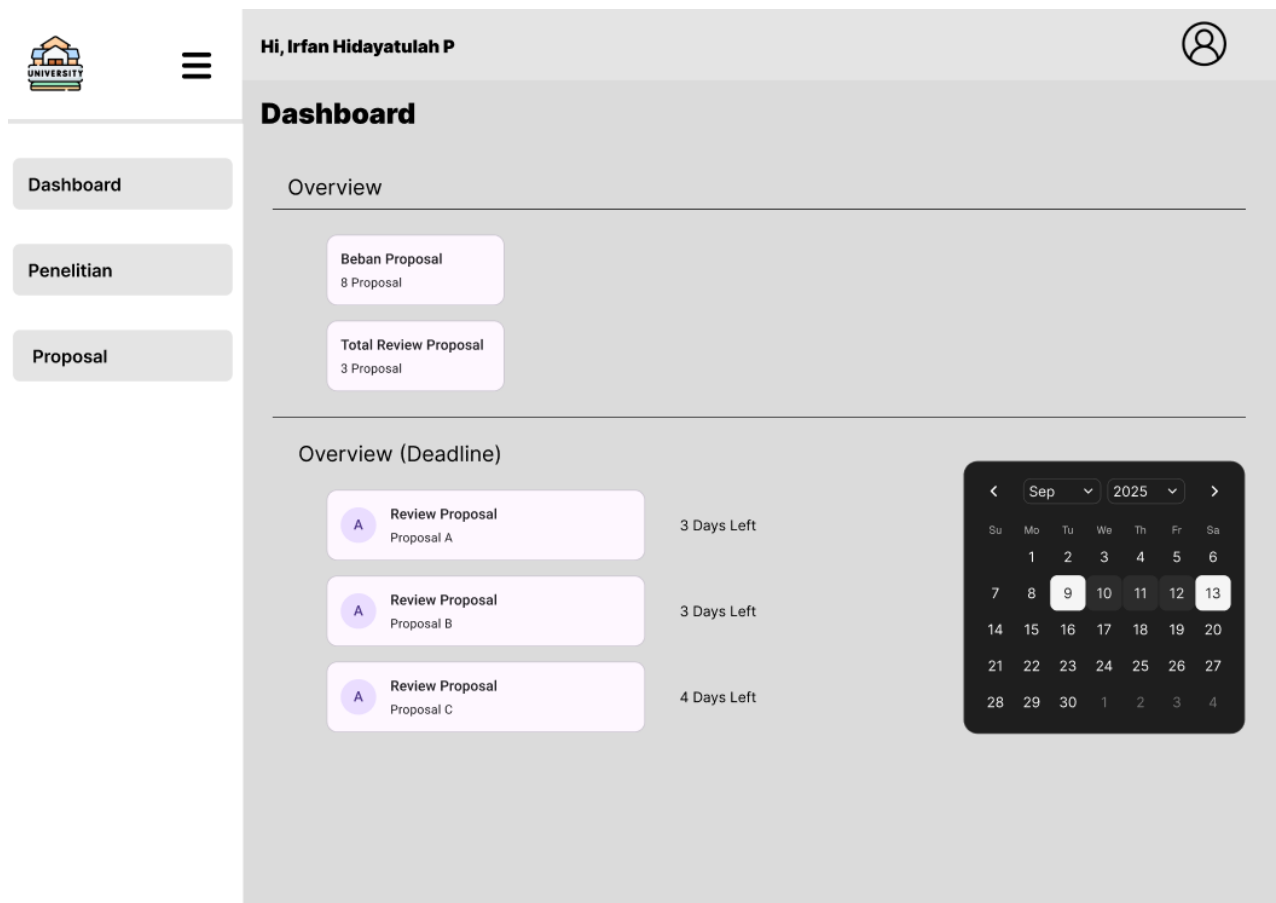 UNIVERSITY
Hi, Irfan Hidayatulah P
Dashboard
Dashboard
Penelitian
Proposal
Overview
Beban Proposal
8 Proposal
Total Review Proposal
3 Proposal
Overview (Deadline)
A
Review Proposal
Proposal A
3 Days Left
A
Review Proposal
Proposal B
3 Days Left
A
Review Proposal
Proposal C
4 Days Left
Sep 2025
Su Mo Tu We Th Fr Sa
1 2 3 4 5 6
7 8 9 10 11 12 13
14 15 16 17 18 19 20
21 22 23 24 25 26 27
28 29 30 1 2 3 4